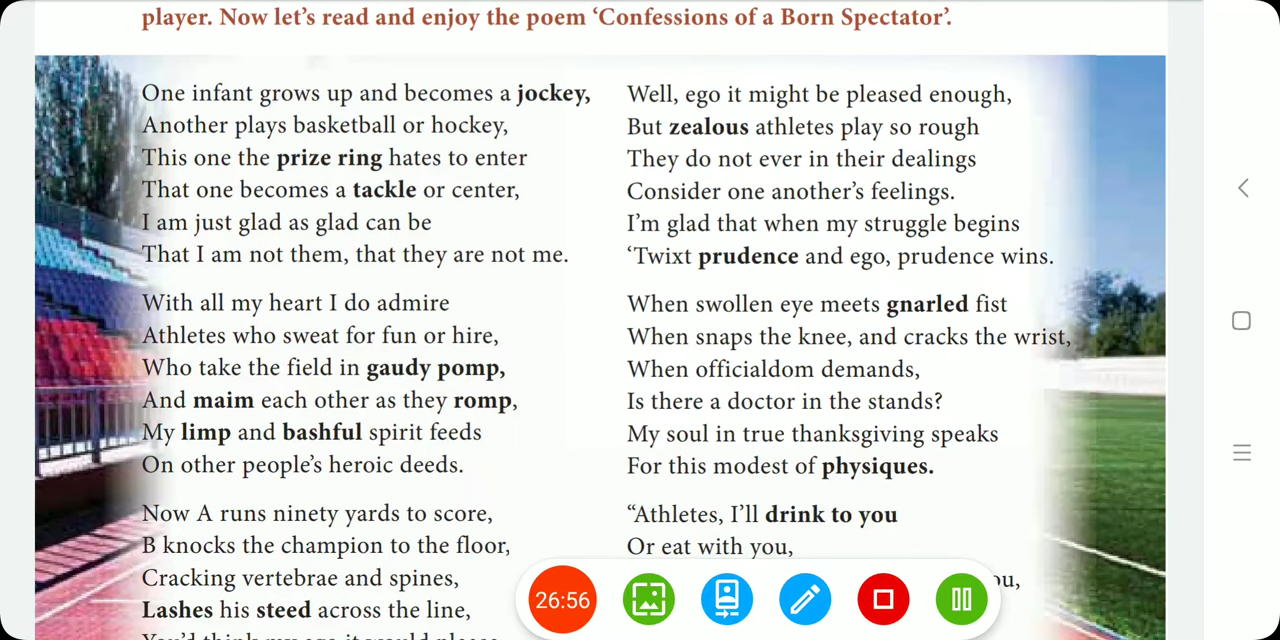 player. Now let’s read and enjoy the poem ‘Confessions of a Born Spectator’.
One infant grows up and becomes a jockey,
Another plays basketball or hockey,
This one the prize ring hates to enter
That one becomes a tackle or center,
I am just glad as glad can be
That I am not them, that they are not me.
With all my heart I do admire
Athletes who sweat for fun or hire,
Who take the field in gaudy pomp,
And maim each other as they romp,
My limp and bashful spirit feeds
On other people’s heroic deeds.
Now A runs ninety yards to score,
B knocks the champion to the floor,
Cracking vertebrae and spines,
Lashes his steed across the line,
You’d think my ego it would please
Well, ego it might be pleased enough,
But zealous athletes play so rough
They do not ever in their dealings
Consider one another’s feelings.
I’m glad that when my struggle begins
‘Twixt prudence and ego, prudence wins.
When swollen eye meets gnarled fist
When snaps the knee, and cracks the wrist,
When officialdom demands,
Is there a doctor in the stands?
My soul in true thanksgiving speaks
For this modest of physiques.
“Athletes, I’ll drink to you
Or eat with you,
26:56